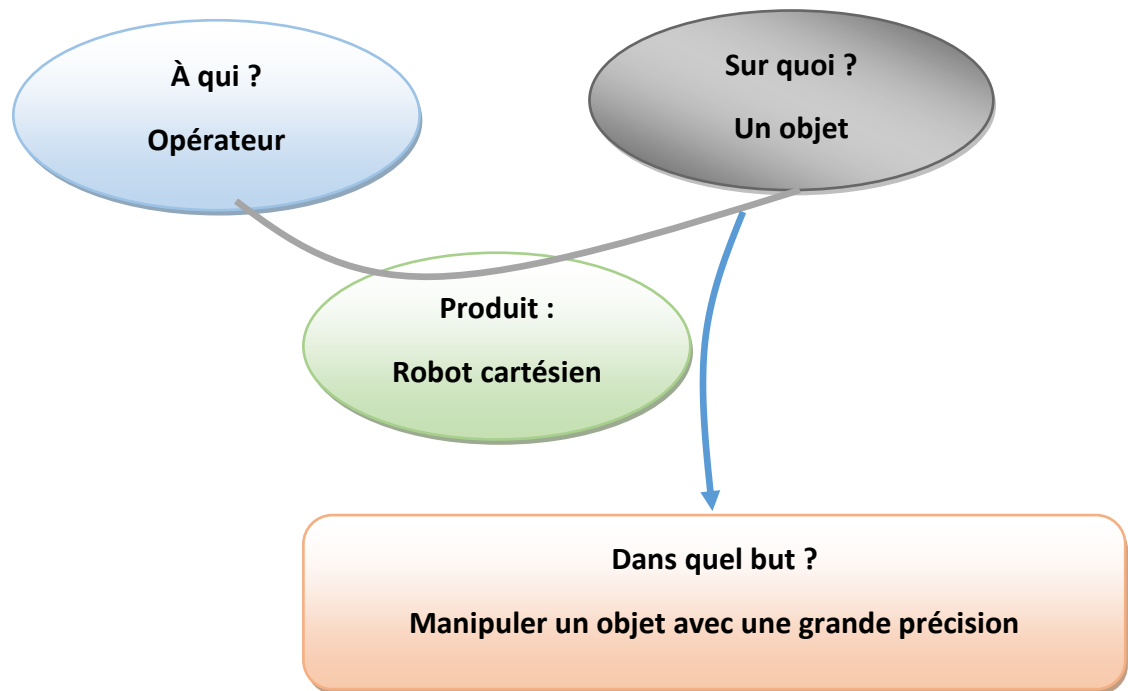 À qui ?
Opérateur
Sur quoi ?
Un objet
Produit :
Robot cartésien
Dans quel but ?
Manipuler un objet avec une grande précision